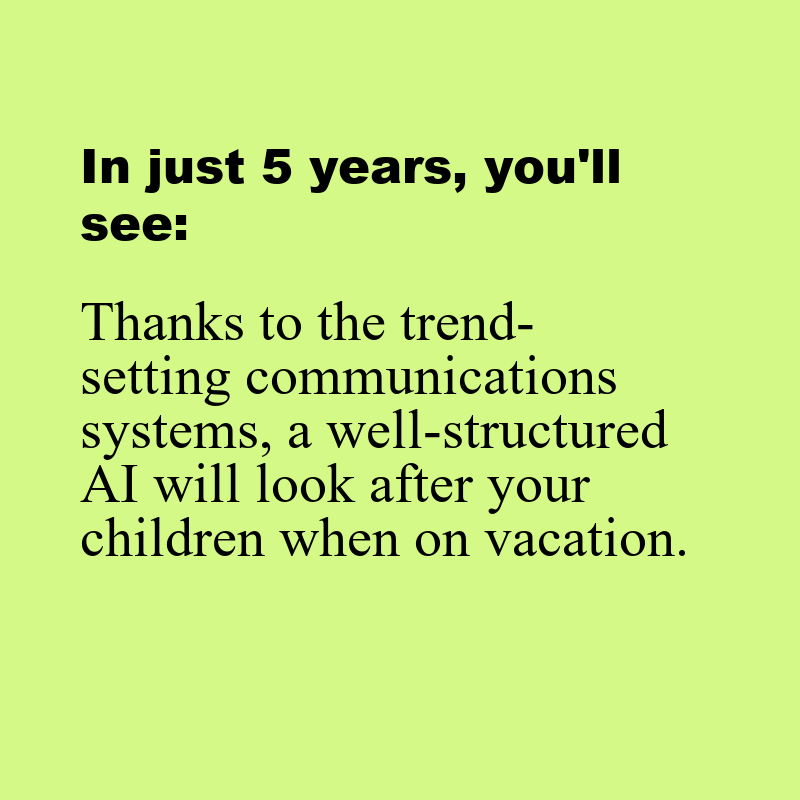 In just 5 years, you'll
see:
Thanks to the trend-
setting communications
systems, a well-structured
AI will look after your
children when on vacation.